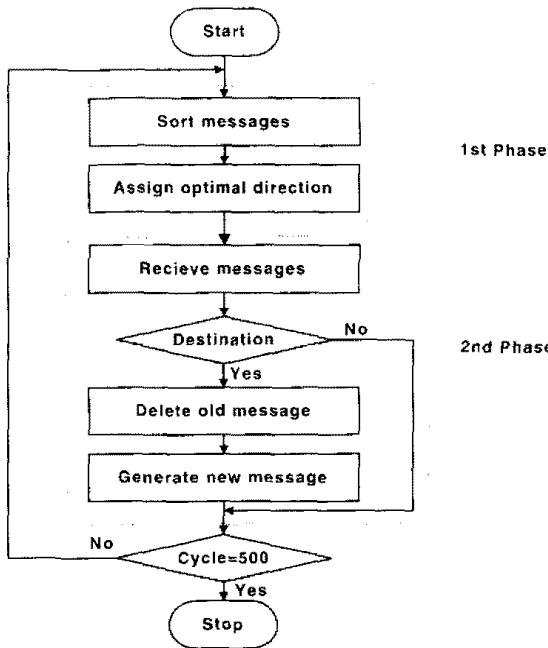 Start
Sort messages
1st Phase
Assign optimal direction
Recieve messages
Destination
No
2nd Phase
Yes
Delete old message
Generate new message
No
Cycle=500
Yes
Stop